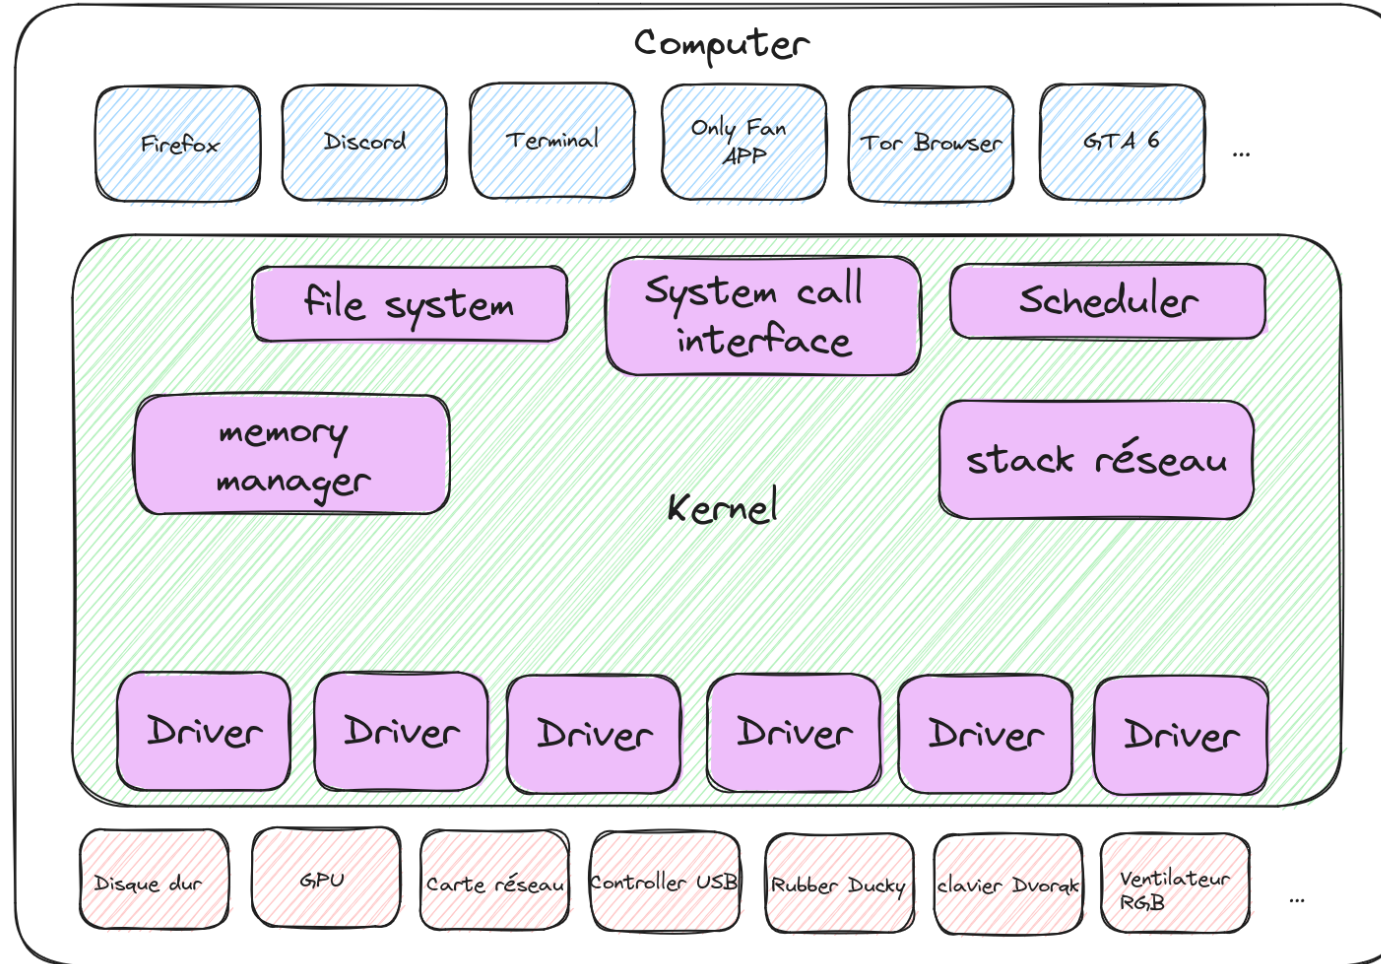 Computer
Firefox
Discord
Terminal
Only Fan
APP
Tor Browser
GTA 6
...
file system
System call
interface
Scheduler
memory
manager
stack réseau
Kernel
Driver
Driver
Driver
Driver
Driver
Driver
Disque dur
GPU
Carte réseau
Controller USB
Rubber Ducky
clavier Dvorak
Ventilateur
RGB
...